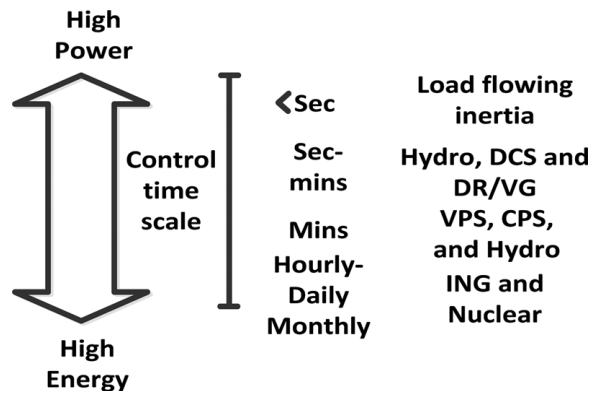 High
Power
Control
time
scale
High
Energy
<Sec
Sec-
mins
Mins
Hourly-
Daily
Monthly
Load flowing
inertia
Hydro, DCS and
DR/VG
VPS, CPS,
and Hydro
ING and
Nuclear